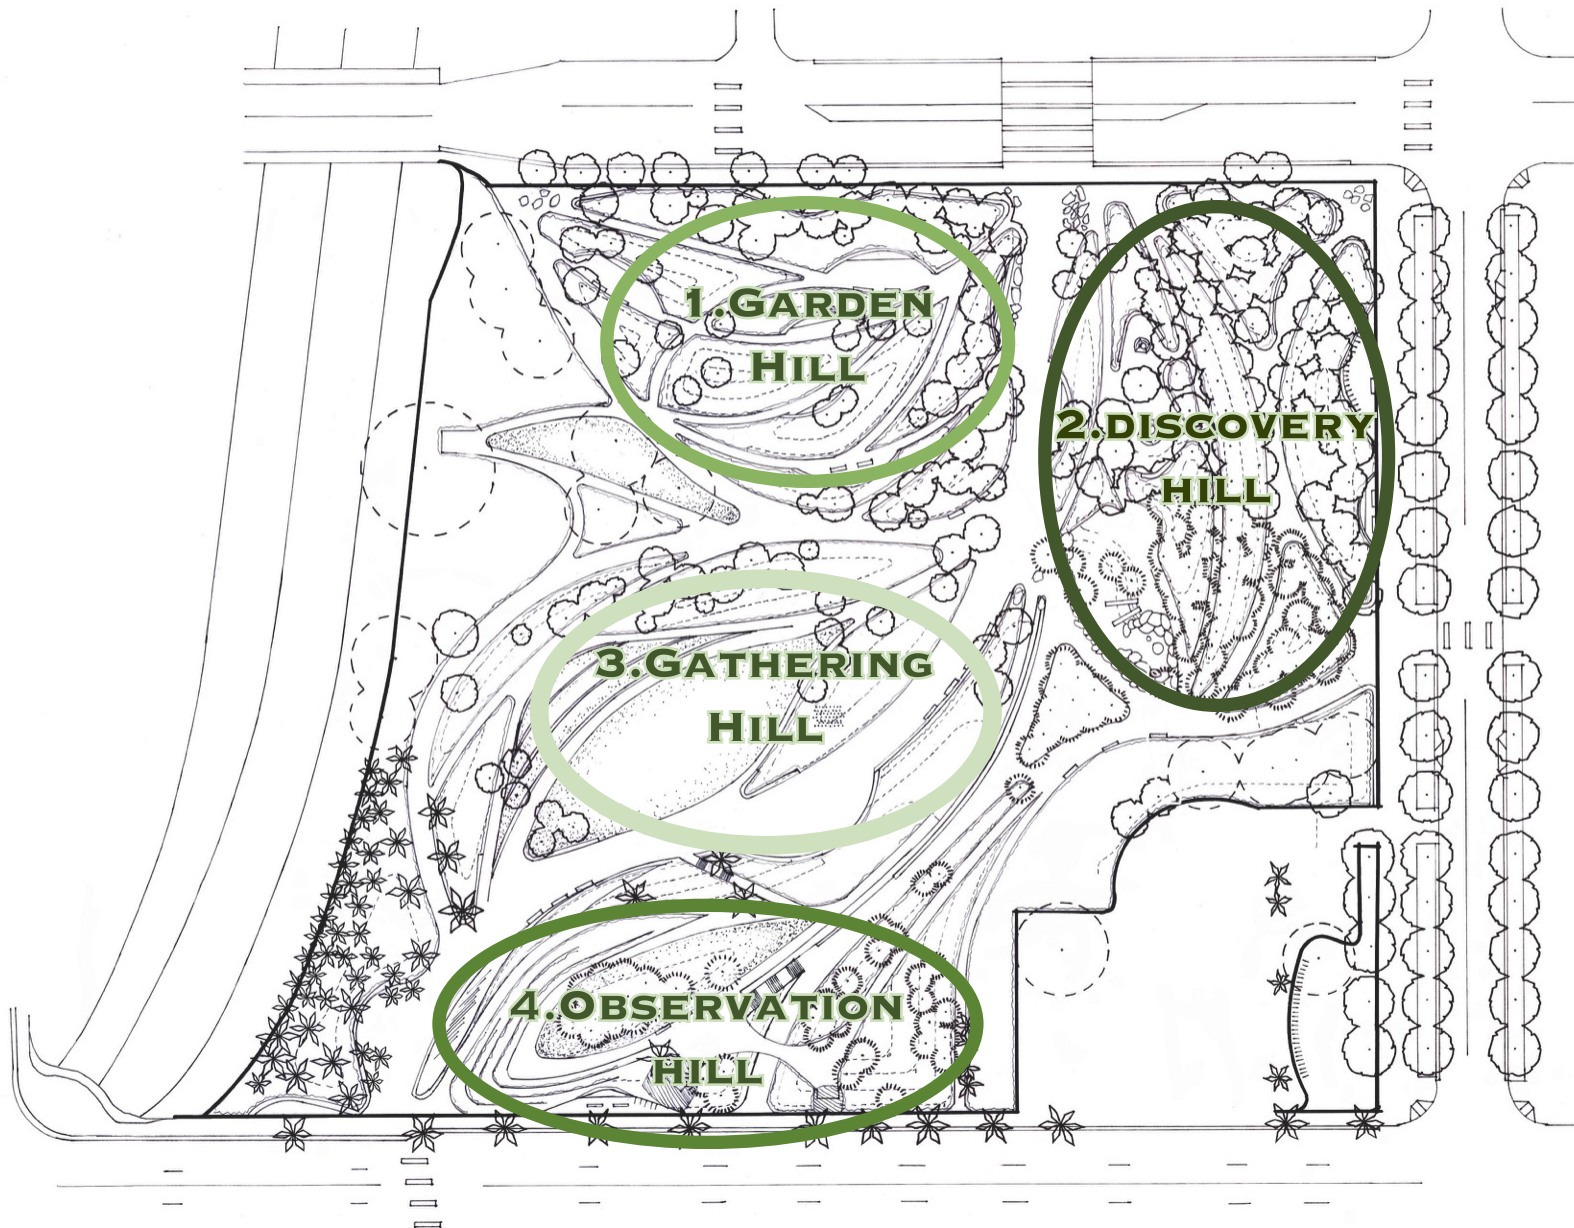 1.GARDEN
HILL
2.DISCOVERY
HILL
3.GATHERING
HILL
4.OBSERVATION
HILL